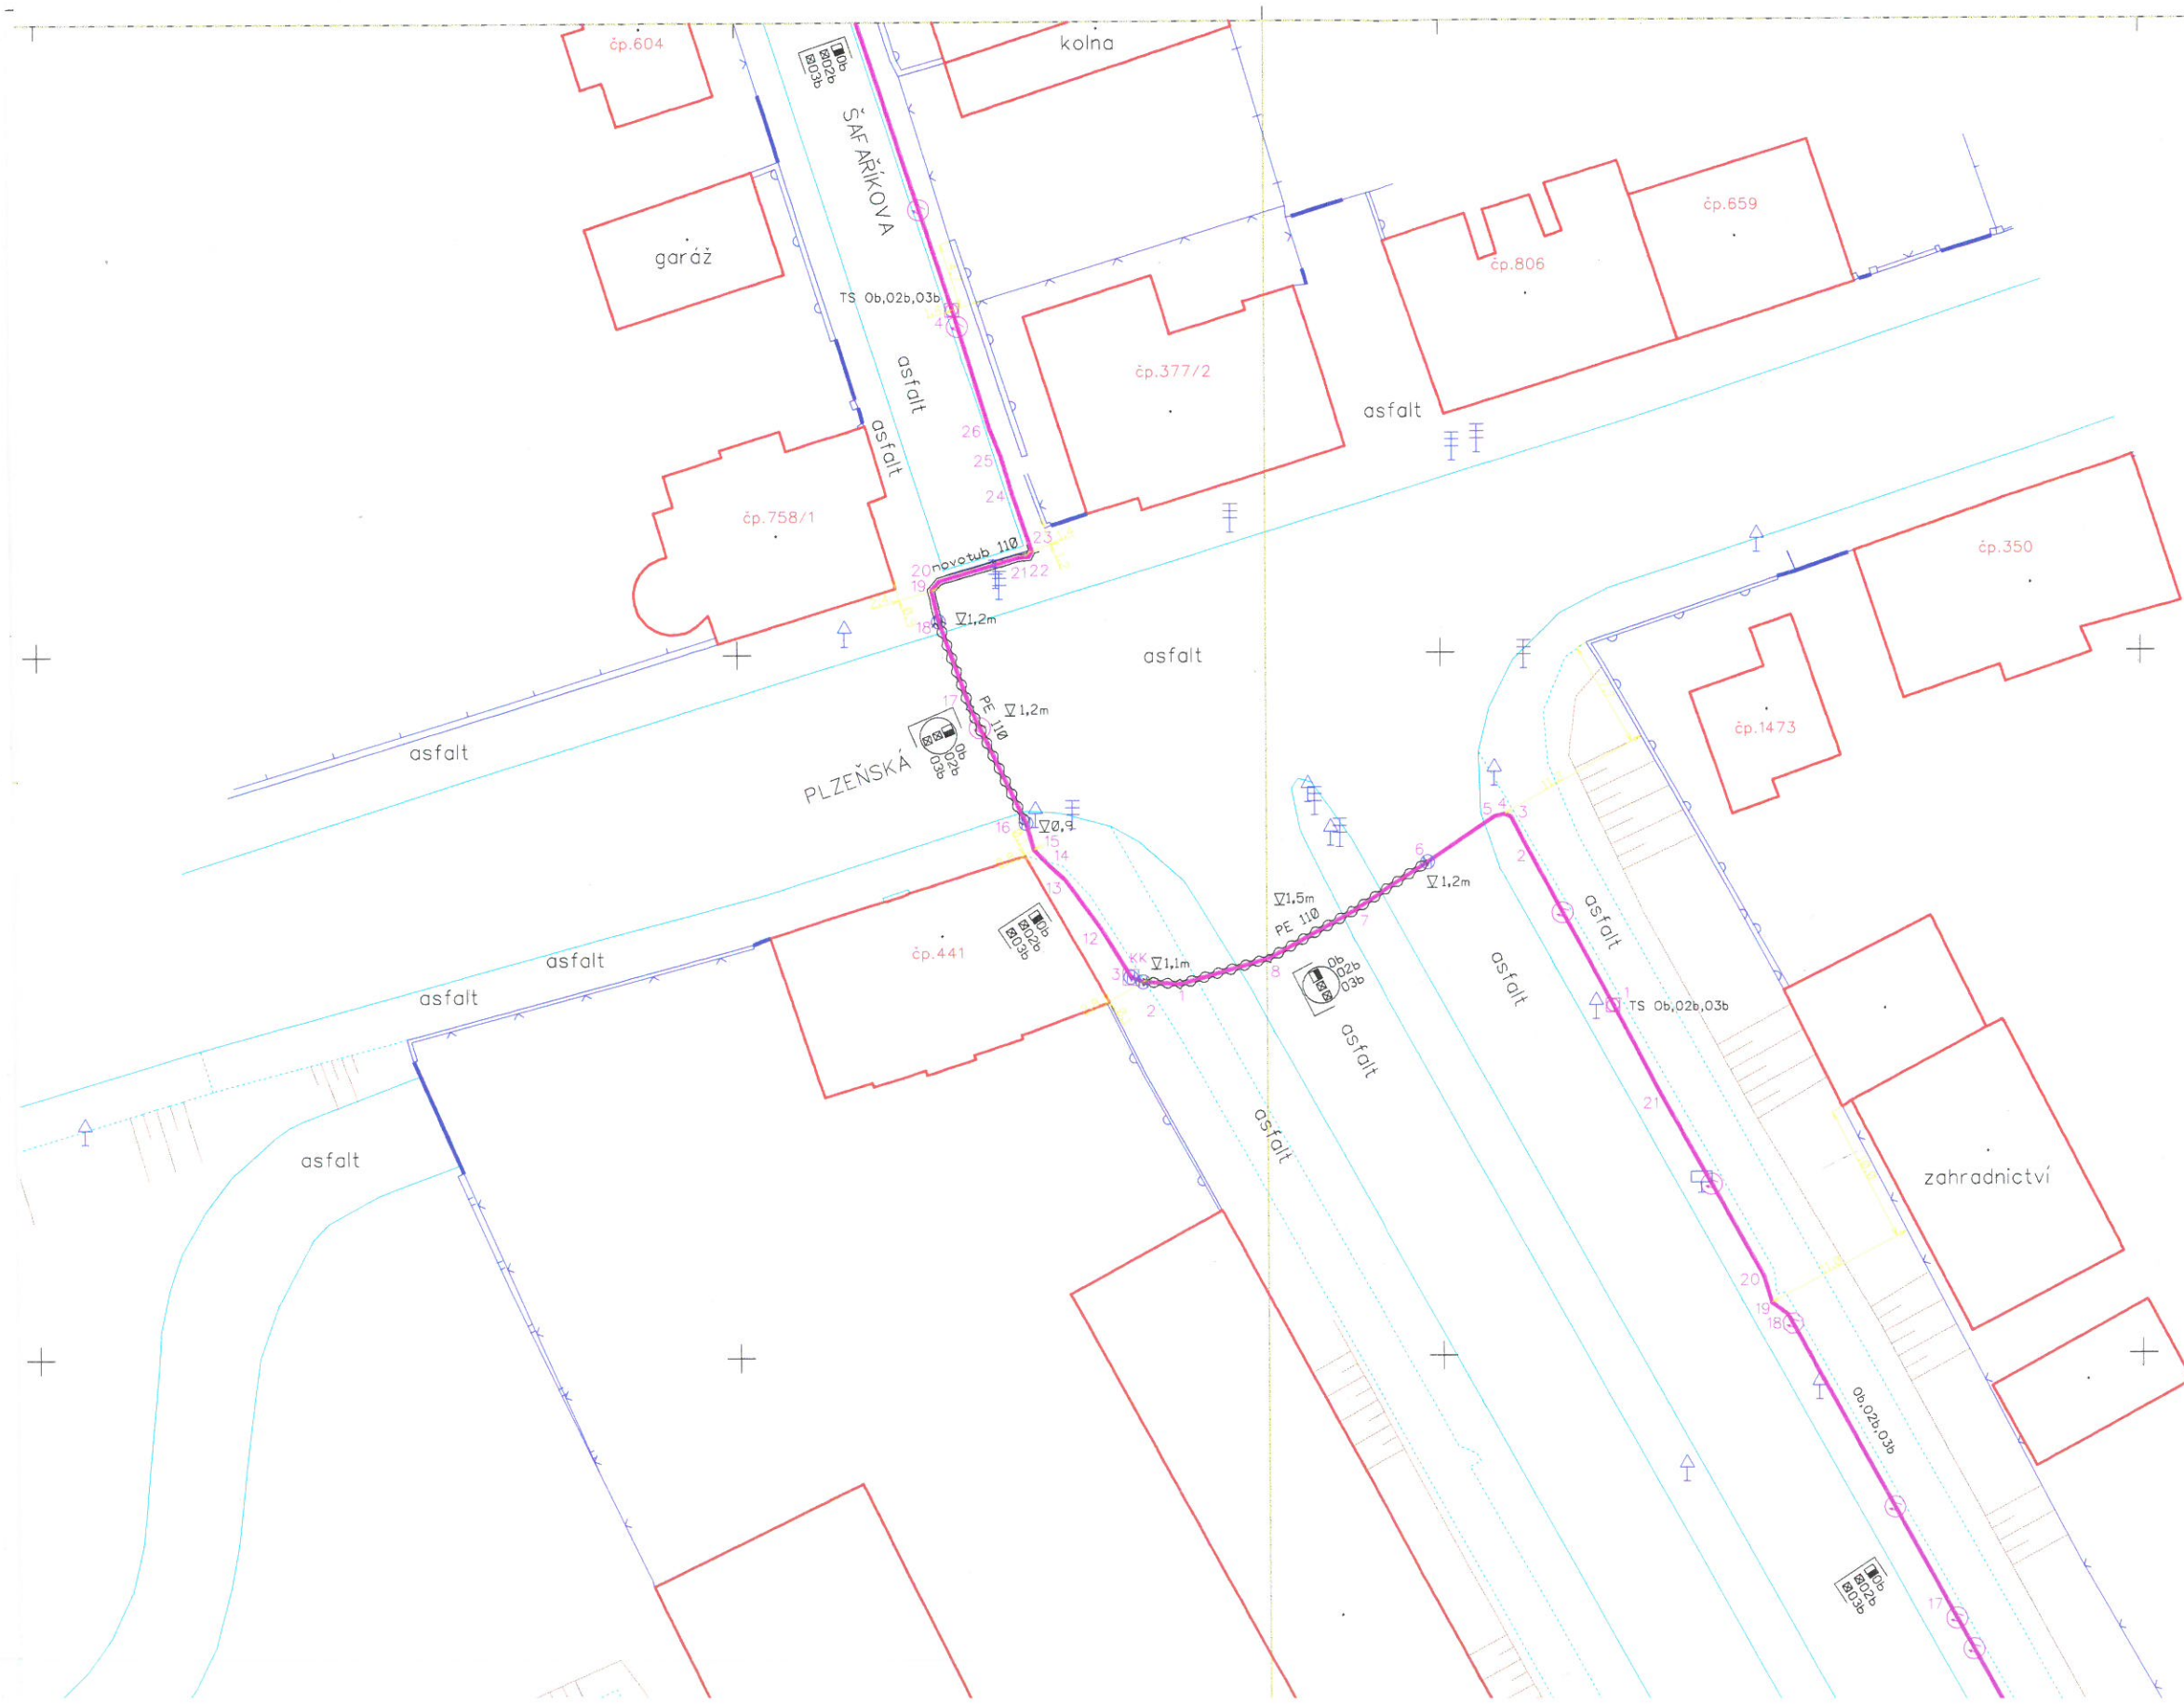 čp.604
kolna
0b
02b
03b
ŠAFAŘÍKOVA
čp.659
garáž
čp.806
TS 0b,02b,03b
4
asfalt
čp.377/2
asfalt
26
asfalt
25
24
čp.758/1
23
novotub 110
čp.350
20
21
22
19
▽1,2m
18
asfalt
17
PE 110
▽1,2m
čp.1473
asfalt
0b
02b
03b
PLZEŇSKÁ
16
▽0,9
15
14
5
4
3
6
2
13
▽1,2m
▽1,5m
PE 110
7
asfalt
0b
02b
03b
12
čp.441
asfalt
KK
3
▽1,1m
8
0b
02b
03b
asfalt
2
1
1
TS 0b,02b,03b
asfalt
asfalt
asfalt
21
asfalt
zahradnictví
20
19
18
0b,02b,03b
0b
02b
03b
17